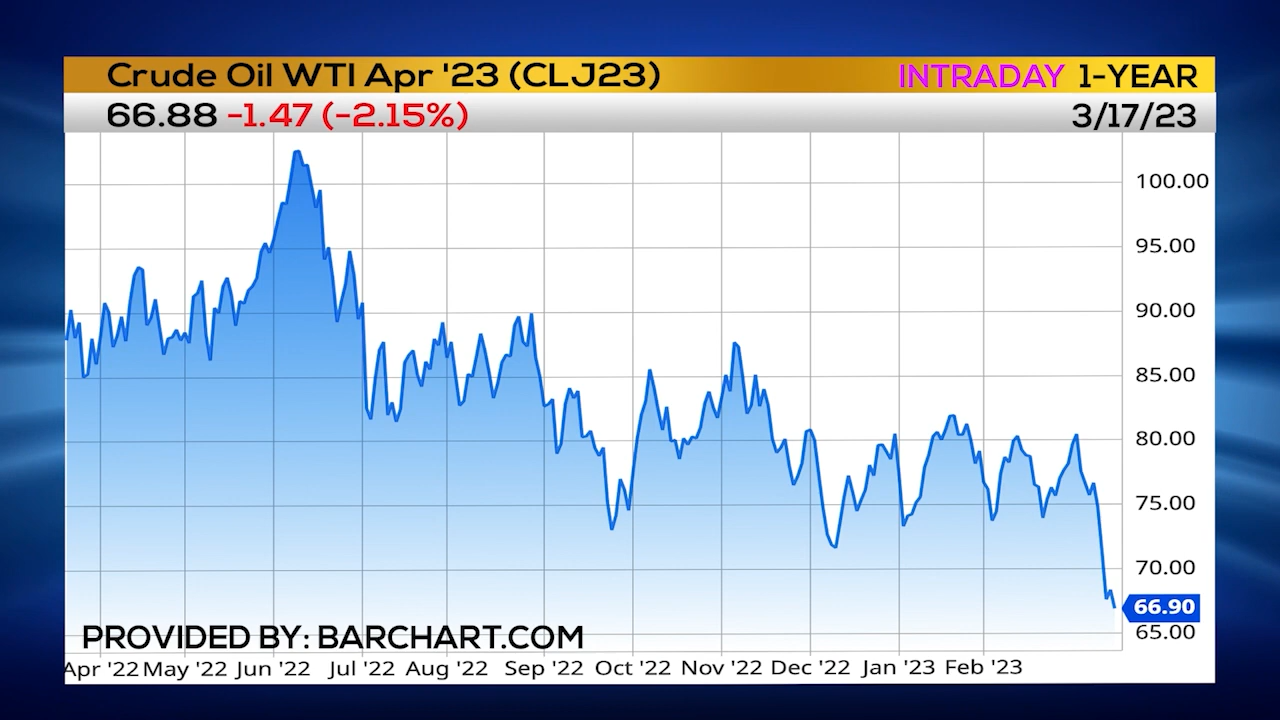 Crude Oil WTI Apr '23 (CLJ23) INTRADAY 1-YEAR
66.88 -1.47 (-2.15%) 3/17/23
100.00
95.00
90.00
85.00
80.00
75.00
70.00
66.90
65.00
PROVIDED BY: BARCHART.COM
Apr '22 May '22 Jun '22 Jul '22 Aug '22 Sep '22 Oct '22 Nov '22 Dec '22 Jan '23 Feb '23